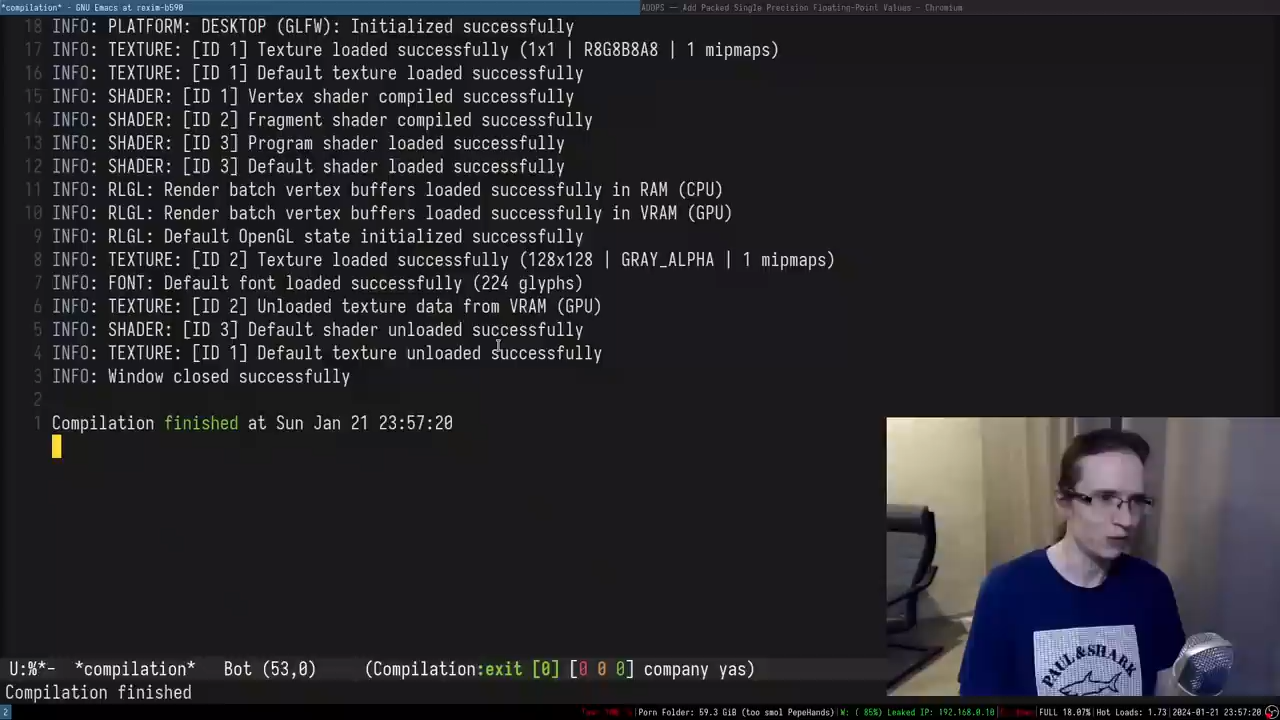 *compilation* - GNU Emacs at rexim-b590
ADDPS — Add Packed Single Precision Floating-Point Values - Chromium
18 INFO: PLATFORM: DESKTOP (GLFW): Initialized successfully
17 INFO: TEXTURE: [ID 1] Texture loaded successfully (1x1 | R8G8B8A8 | 1 mipmaps)
16 INFO: TEXTURE: [ID 1] Default texture loaded successfully
15 INFO: SHADER: [ID 1] Vertex shader compiled successfully
14 INFO: SHADER: [ID 2] Fragment shader compiled successfully
13 INFO: SHADER: [ID 3] Program shader loaded successfully
12 INFO: SHADER: [ID 3] Default shader loaded successfully
11 INFO: RLGL: Render batch vertex buffers loaded successfully in RAM (CPU)
10 INFO: RLGL: Render batch vertex buffers loaded successfully in VRAM (GPU)
9 INFO: RLGL: Default OpenGL state initialized successfully
8 INFO: TEXTURE: [ID 2] Texture loaded successfully (128x128 | GRAY_ALPHA | 1 mipmaps)
7 INFO: FONT: Default font loaded successfully (224 glyphs)
6 INFO: TEXTURE: [ID 2] Unloaded texture data from VRAM (GPU)
5 INFO: SHADER: [ID 3] Default shader unloaded successfully
4 INFO: TEXTURE: [ID 1] Default texture unloaded successfully
3 INFO: Window closed successfully
2
1 Compilation finished at Sun Jan 21 23:57:20
PAUL & SHARK
U:%*- *compilation* Bot (53,0) (Compilation:exit [0] [0 0 0] company yas)
Compilation finished
2 |Porn Folder: 59.3 GiB (too smol PepeHands) |W: ( 85%) Leaked IP: 192.168.0.10 |FULL 18.07% |Hot Loads: 1.73 |2024-01-21 23:57:20